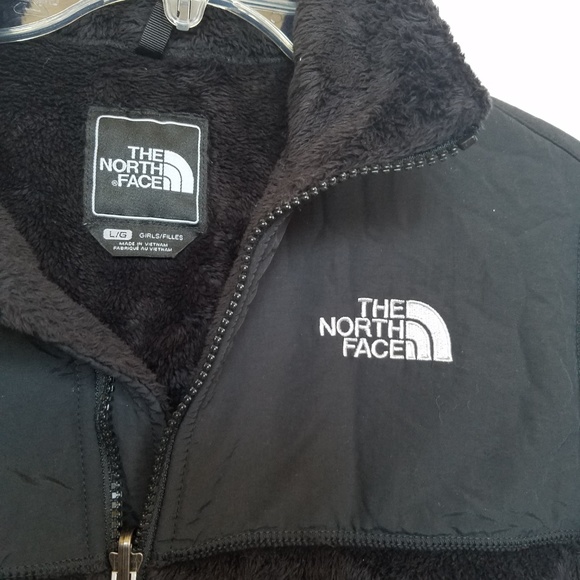 THE
NORTH
®FACE
L/G GIRLS/FILLES
MADE IN VIETNAM
FABRIQUÉ AU VIETNAM
THE
NORTH
FACE